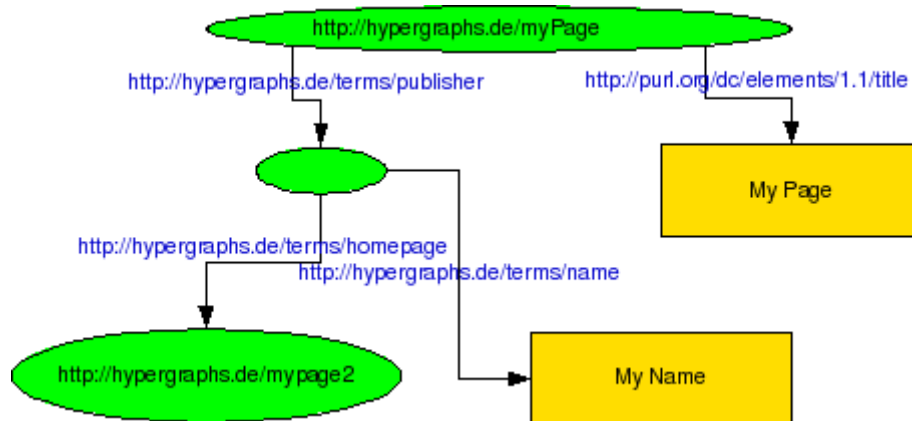 http://hypergraphs.de/myPage
http://hypergraphs.de/terms/publisher
http://purl.org/dc/elements/1.1/title
My Page
http://hypergraphs.de/terms/homepage
http://hypergraphs.de/terms/name
http://hypergraphs.de/mypage2
My Name